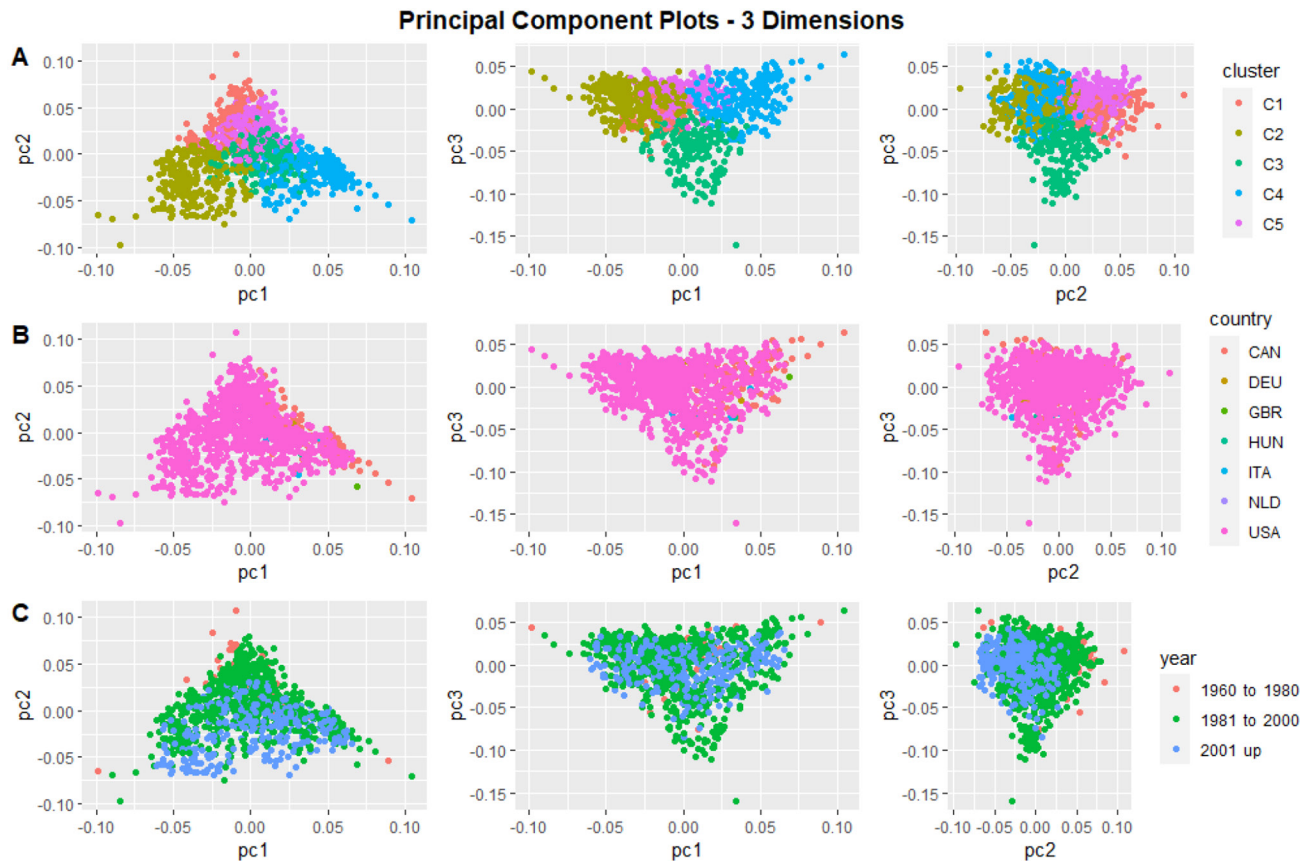 Principal Component Plots - 3 Dimensions
A
0.10
0.05
0.00
-0.05
-0.10
pc2
-0.10 -0.05 0.00 0.05 0.10
pc1
0.05
0.00
-0.05
-0.10
-0.15
pc3
-0.10 -0.05 0.00 0.05 0.10
pc1
0.05
0.00
-0.05
-0.10
-0.15
pc3
-0.10 -0.05 0.00 0.05 0.10
pc2
cluster
C1
C2
C3
C4
C5
B
0.10
0.05
0.00
-0.05
-0.10
pc2
-0.10 -0.05 0.00 0.05 0.10
pc1
0.05
0.00
-0.05
-0.10
-0.15
pc3
-0.10 -0.05 0.00 0.05 0.10
pc1
0.05
0.00
-0.05
-0.10
-0.15
pc3
-0.10 -0.05 0.00 0.05 0.10
pc2
country
CAN
DEU
GBR
HUN
ITA
NLD
USA
C
0.10
0.05
0.00
-0.05
-0.10
pc2
-0.10 -0.05 0.00 0.05 0.10
pc1
0.05
0.00
-0.05
-0.10
-0.15
pc3
-0.10 -0.05 0.00 0.05 0.10
pc1
0.05
0.00
-0.05
-0.10
-0.15
pc3
-0.10 -0.05 0.00 0.05 0.10
pc2
year
1960 to 1980
1981 to 2000
2001 up